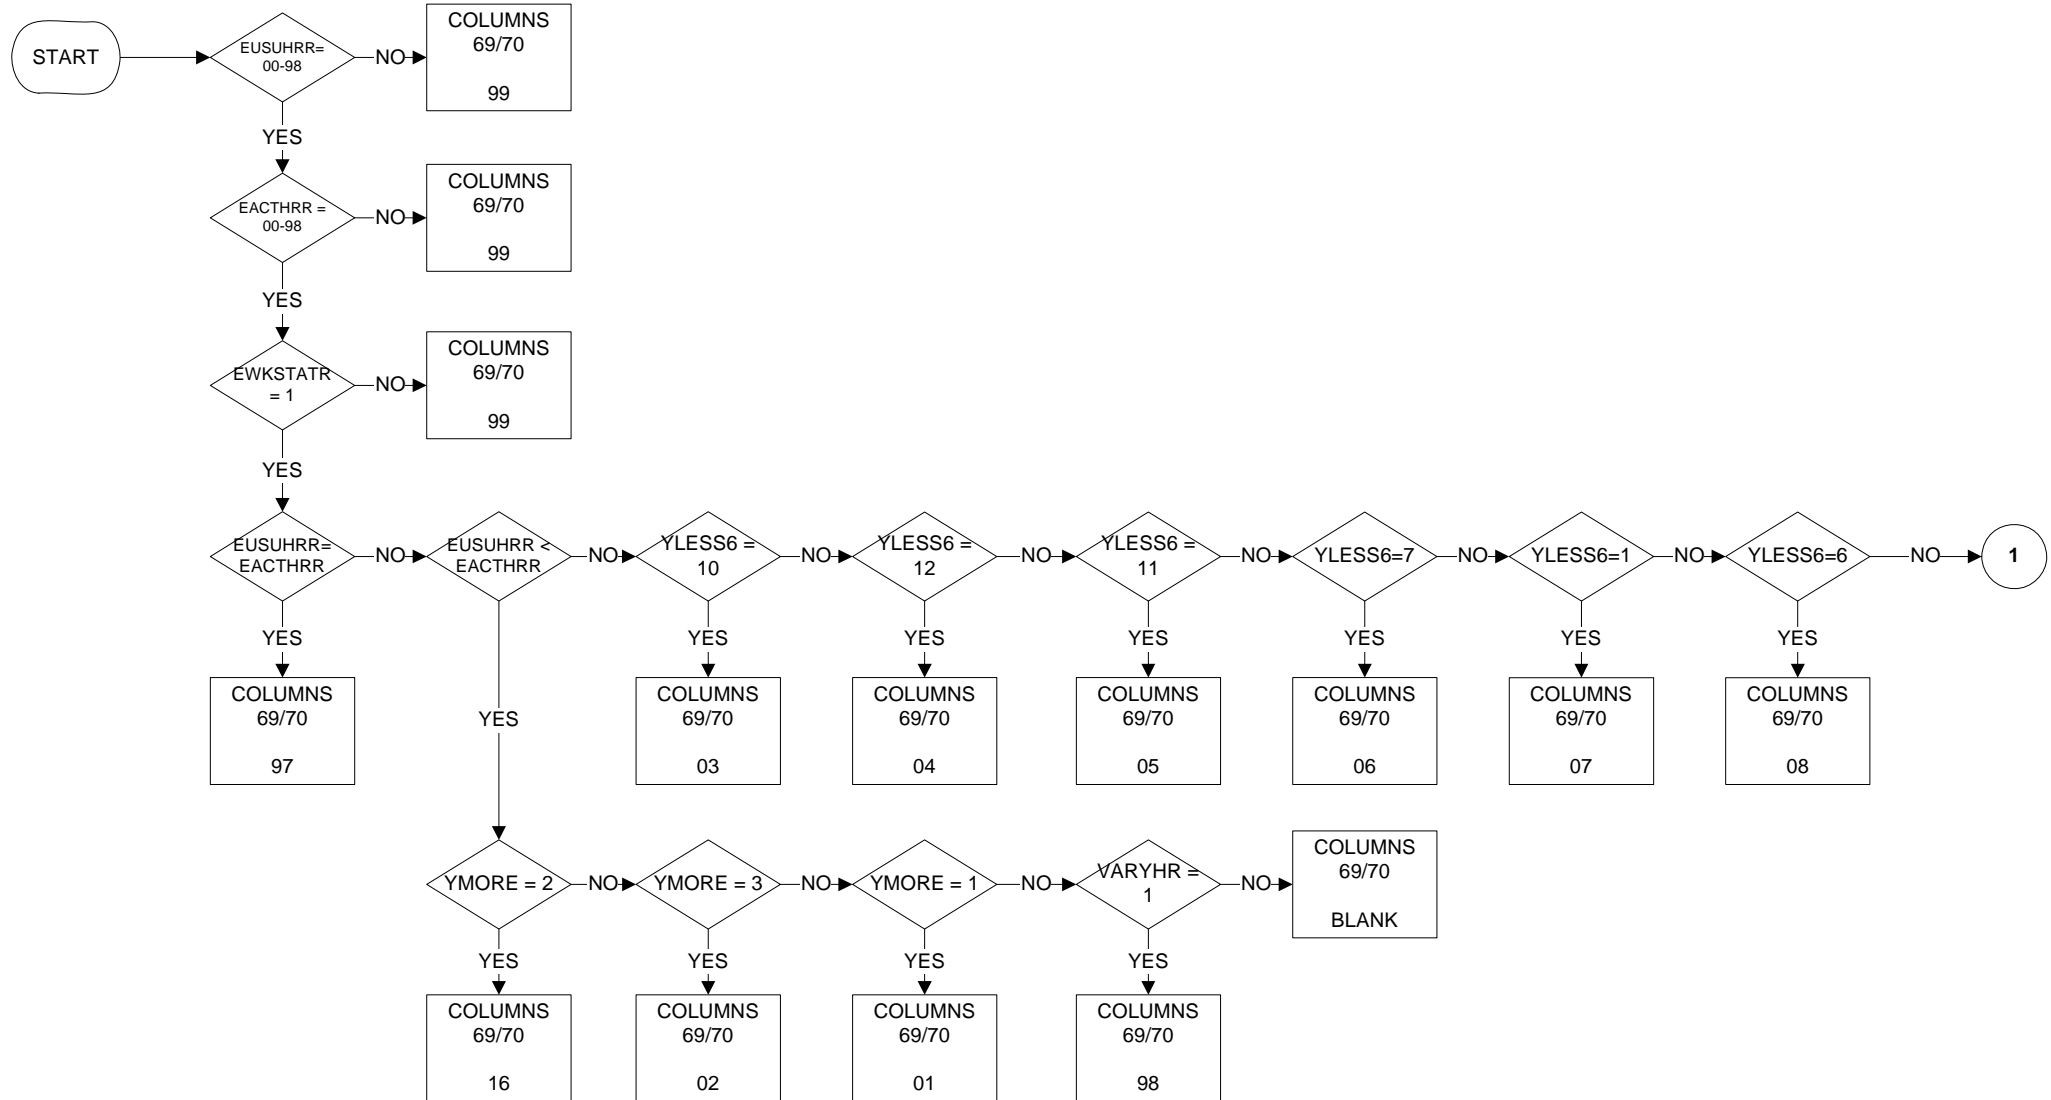 START
EUSUHRR=
00-98
NO
COLUMNS
69/70
99
YES
EACTHRR =
00-98
NO
COLUMNS
69/70
99
YES
EWKSTATR
= 1
NO
COLUMNS
69/70
99
YES
EUSUHRR=
EACTHRR
NO
EUSUHRR <
EACTHRR
NO
YLESS6 =
10
NO
YLESS6 =
12
NO
YLESS6 =
11
NO
YLESS6=7
NO
YLESS6=1
NO
YLESS6=6
NO
1
YES
COLUMNS
69/70
97
YES
YES
COLUMNS
69/70
03
YES
COLUMNS
69/70
04
YES
COLUMNS
69/70
05
YES
COLUMNS
69/70
06
YES
COLUMNS
69/70
07
YES
COLUMNS
69/70
08
YMORE = 2
NO
YMORE = 3
NO
YMORE = 1
NO
VARYHR =
1
NO
COLUMNS
69/70
BLANK
YES
COLUMNS
69/70
16
YES
COLUMNS
69/70
02
YES
COLUMNS
69/70
01
YES
COLUMNS
69/70
98